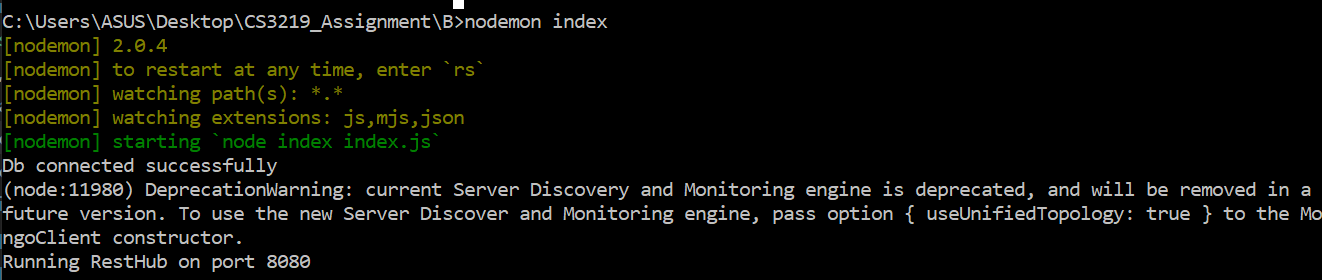 C:\Users\ASUS\Desktop\CS3219_Assignment\B>nodemon index
[nodemon] 2.0.4
[nodemon] to restart at any time, enter `rs`
[nodemon] watching path(s): *.*
[nodemon] watching extensions: js,mjs,json
[nodemon] starting `node index index.js`
Db connected successfully
(node:11980) DeprecationWarning: current Server Discovery and Monitoring engine is deprecated, and will be removed in a
future version. To use the new Server Discover and Monitoring engine, pass option { useUnifiedTopology: true } to the Mo
ngoClient constructor.
Running RestHub on port 8080